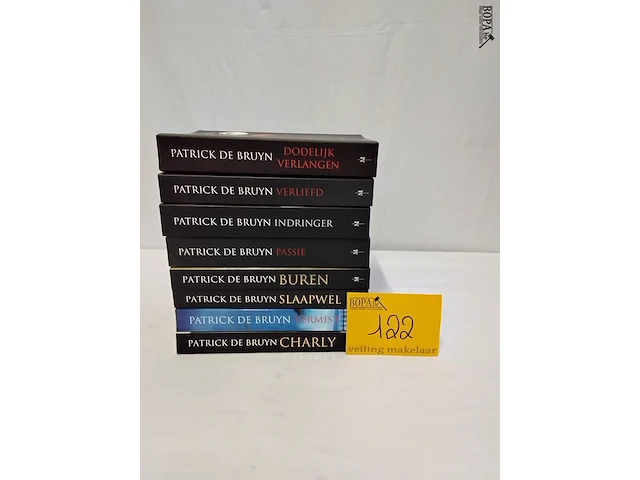 BOPA
PATRICK DE BRUYN DODELIJK VERLANGEN
M
PATRICK DE BRUYN VERLIEFD
M
PATRICK DE BRUYN INDRINGER
M
PATRICK DE BRUYN PASSIE
M
PATRICK DE BRUYN BUREN
M
PATRICK DE BRUYN SLAAPWEL
PATRICK DE BRUYN ERMIS
PATRICK DE BRUYN CHARLY
BOPA
122
veiling makelaar